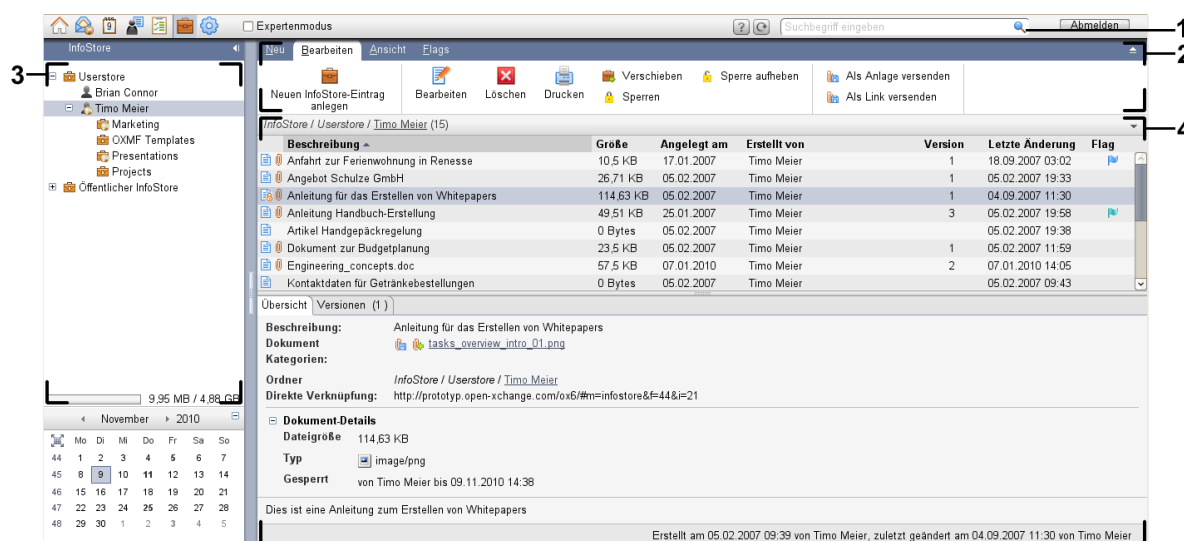 Expertenmodus
Suchbegriff eingeben
Abmelden
1
InfoStore
Neu Bearbeiten Ansicht Flags
2
3
Userstore
Brian Connor
Timo Meier
Marketing
OXMF Templates
Presentations
Projects
Öffentlicher InfoStore
9,95 MB / 4,88 GB
Neuen InfoStore-Eintrag
anlegen
Bearbeiten Löschen Drucken
Verschieben Sperre aufheben
Sperren
Als Anlage versenden
Als Link versenden
InfoStore / Userstore / Timo Meier (15)
4
Beschreibung Größe Angelegt am Erstellt von Version Letzte Änderung Flag
Anfahrt zur Ferienwohnung in Renesse 10,5 KB 17.01.2007 Timo Meier 1 18.09.2007 03:02
Angebot Schulze GmbH 26,71 KB 05.02.2007 Timo Meier 1 05.02.2007 19:33
Anleitung für das Erstellen von Whitepapers 114,63 KB 05.02.2007 Timo Meier 1 04.09.2007 11:30
Anleitung Handbuch-Erstellung 49,51 KB 25.01.2007 Timo Meier 3 05.02.2007 19:58
Artikel Handgepäckregelung 0 Bytes 05.02.2007 Timo Meier 05.02.2007 19:38
Dokument zur Budgetplanung 23,5 KB 05.02.2007 Timo Meier 1 05.02.2007 11:59
Engineering_concepts.doc 57,5 KB 07.01.2010 Timo Meier 2 07.01.2010 14:05
Kontaktdaten für Getränkebestellungen 0 Bytes 05.02.2007 Timo Meier 05.02.2007 09:43
Übersicht Versionen (1 )
Beschreibung: Anleitung für das Erstellen von Whitepapers
Dokument tasks_overview_intro_01.png
Kategorien:
Ordner InfoStore / Userstore / Timo Meier
Direkte Verknüpfung: http://prototyp.open-xchange.com/ox6/#m=infostore&f=44&i=21
Dokument-Details
Dateigröße 114,63 KB
Typ image/png
Gesperrt von Timo Meier bis 09.11.2010 14:38
Dies ist eine Anleitung zum Erstellen von Whitepapers
Erstellt am 05.02.2007 09:39 von Timo Meier, zuletzt geändert am 04.09.2007 11:30 von Timo Meier
November 2010
Mo Di Mi Do Fr Sa So
44 1 2 3 4 5 6 7
45 8 9 10 11 12 13 14
46 15 16 17 18 19 20 21
47 22 23 24 25 26 27 28
48 29 30 1 2 3 4 5